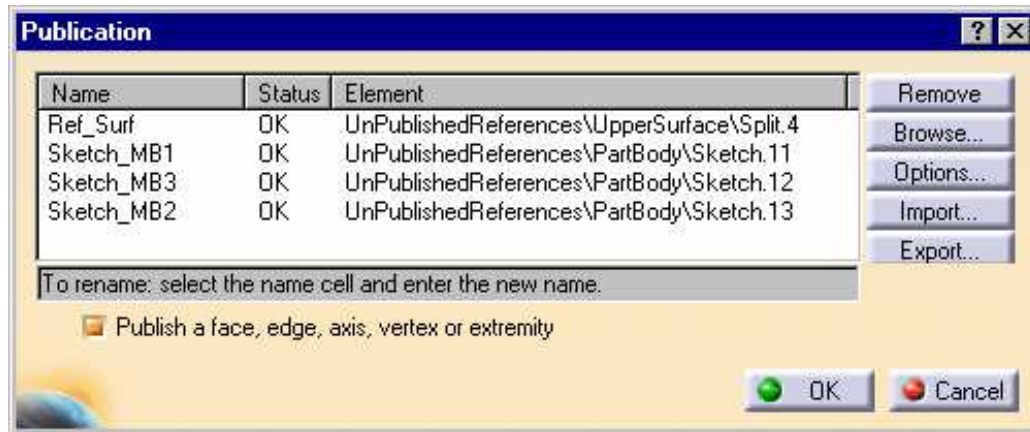 Publication
Name Status Element Remove
Ref_Surf OK UnPublishedReferences\UpperSurface\Split.4
Browse...
Sketch_MB1 OK UnPublishedReferences\PartBody\Sketch.11
Sketch_MB3 OK UnPublishedReferences\PartBody\Sketch.12
Options...
Sketch_MB2 OK UnPublishedReferences\PartBody\Sketch.13
Import...
Export...
To rename: select the name cell and enter the new name.
Publish a face, edge, axis, vertex or extremity
OK Cancel